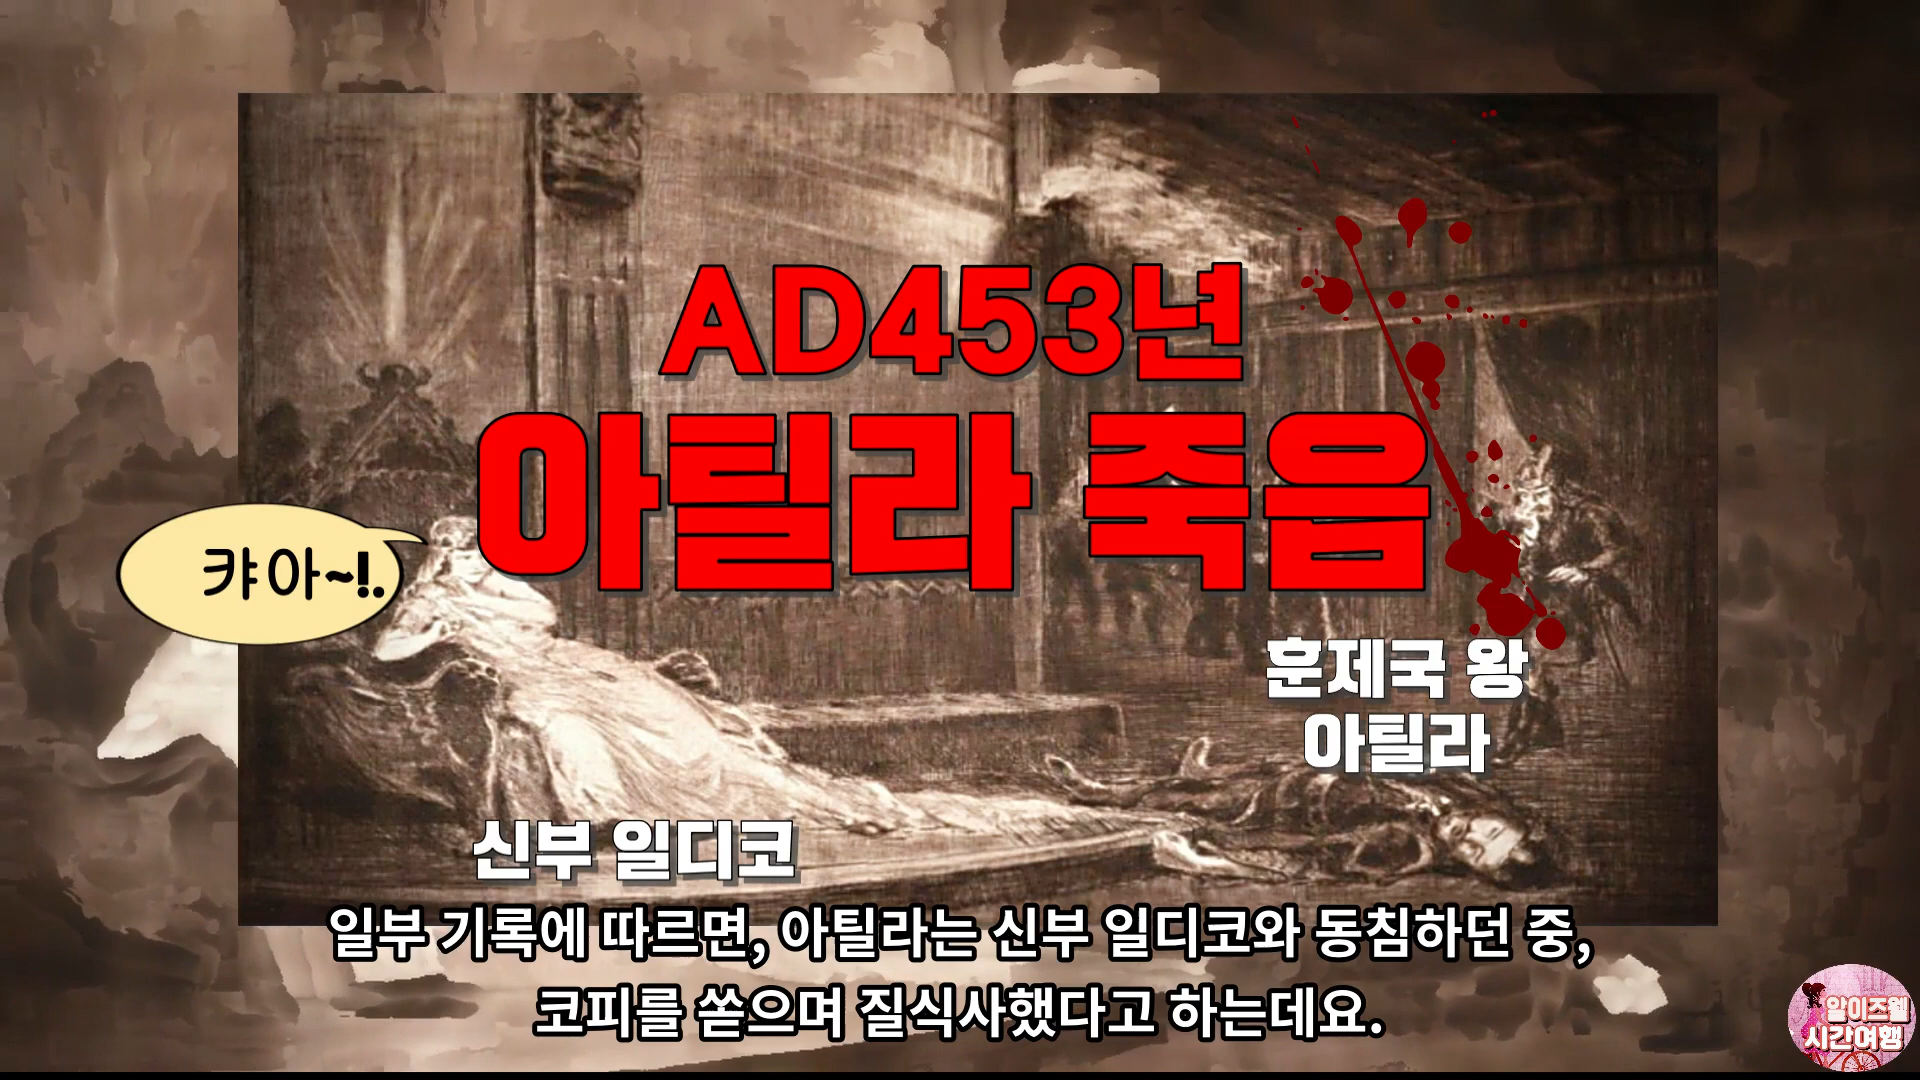 AD453년
아틸라 죽음
캬아~!.
훈제국 왕
아틸라
신부 일디코
일부 기록에 따르면, 아틸라는 신부 일디코와 동침하던 중,
코피를 쏟으며 질식사했다고 하는데요.
알이즈웰
시간여행